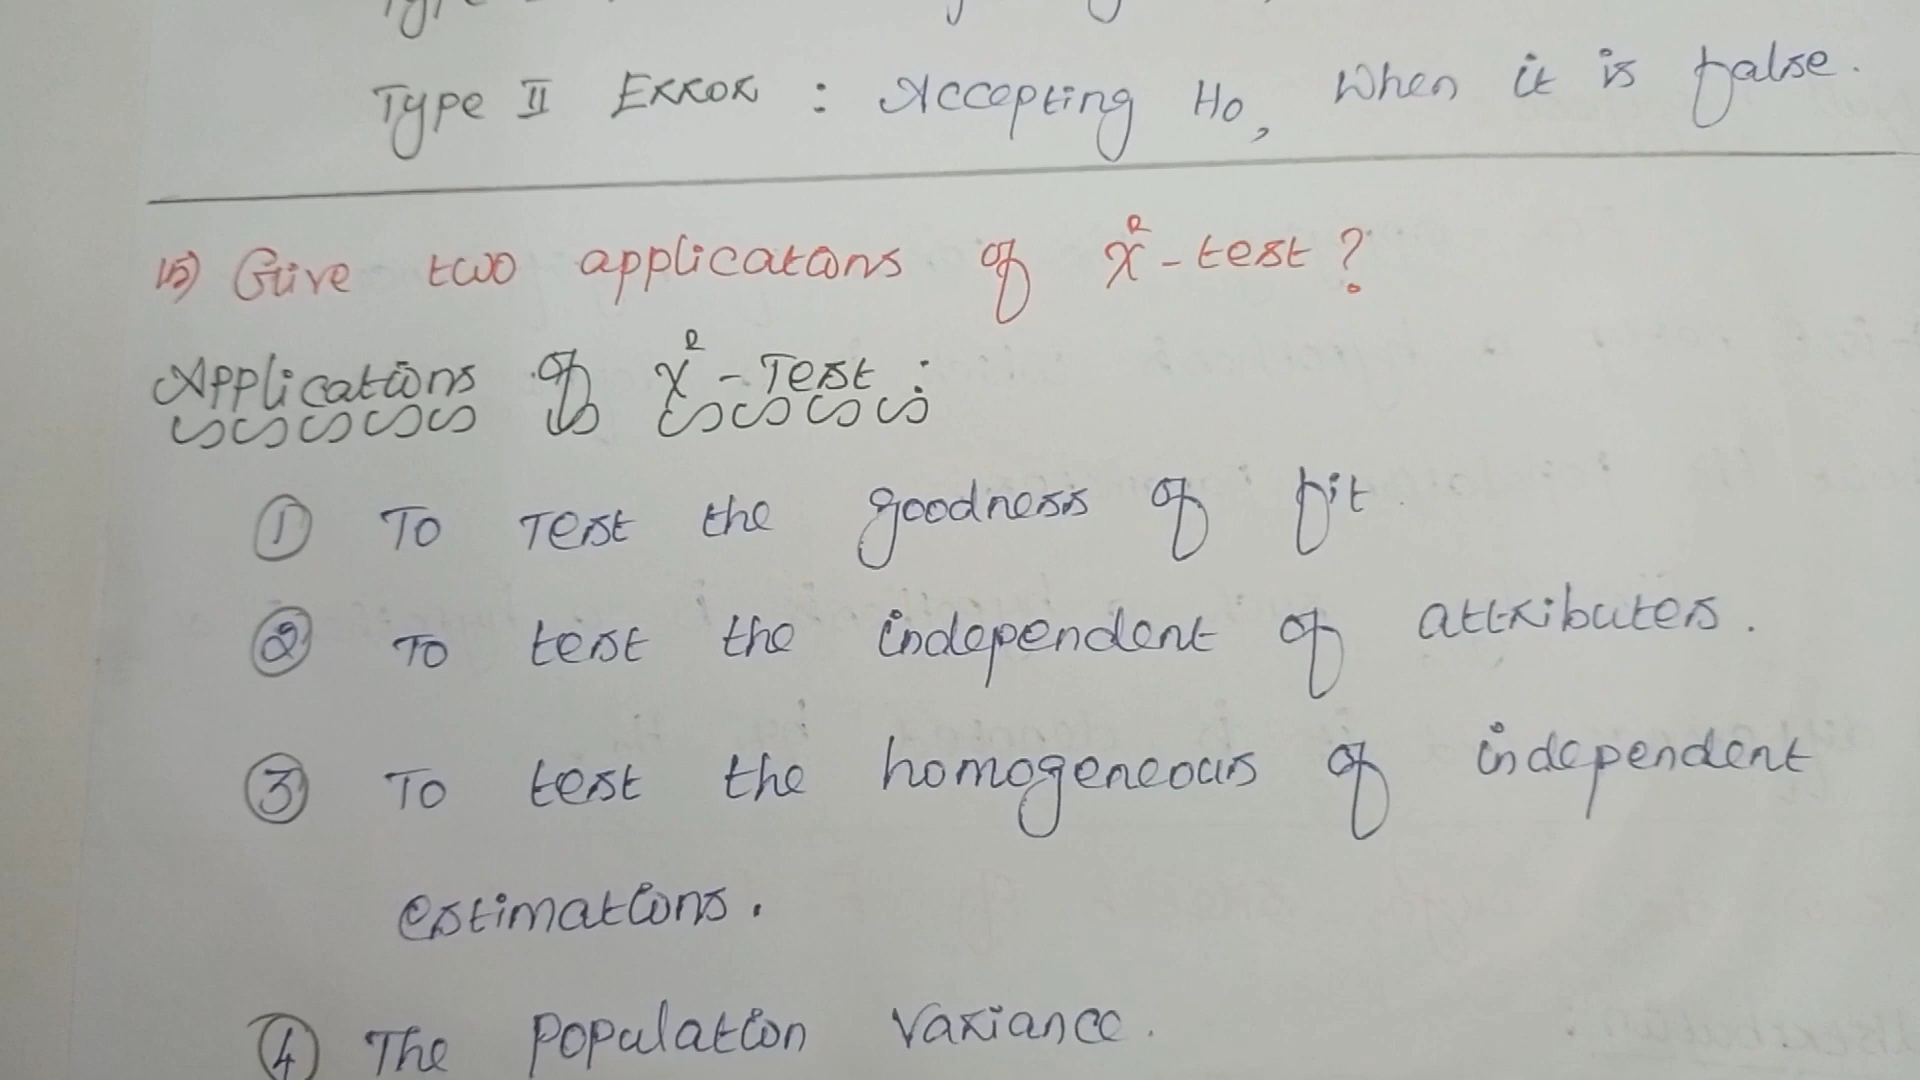 Type II Error : Accepting H0, when it is false.
15) Give two applications of χ²-test ?
Applications of χ²-Test :
① To Test the goodness of fit
② To test the independent of attributes.
③ To test the homogeneous of independent
estimations.
④ The population variance.